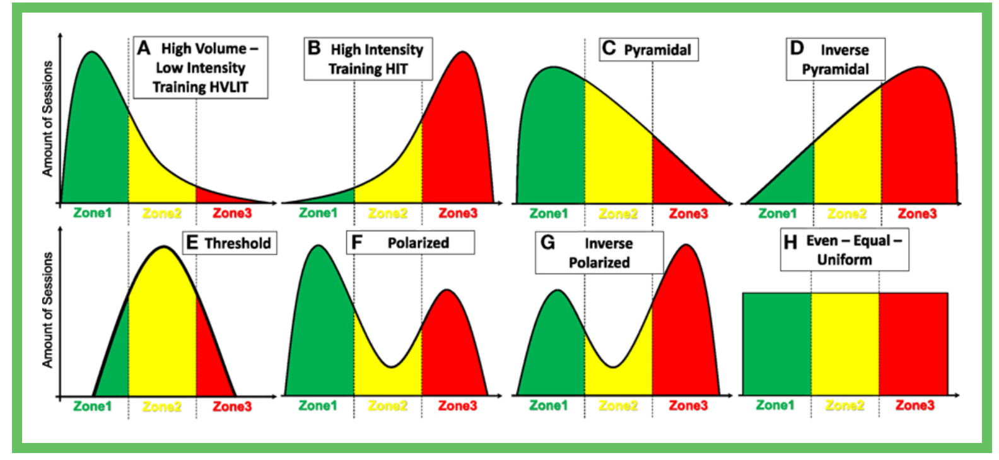 A High Volume –
Low Intensity
Training HVLIT
B High Intensity
Training HIT
C Pyramidal
D Inverse
Pyramidal
Amount of Sessions
Zone1 Zone2 Zone3 Zone1 Zone2 Zone3 Zone1 Zone2 Zone3 Zone1 Zone2 Zone3
E Threshold
F Polarized
G Inverse
Polarized
H Even – Equal –
Uniform
Amount of Sessions
Zone1 Zone2 Zone3 Zone1 Zone2 Zone3 Zone1 Zone2 Zone3 Zone1 Zone2 Zone3